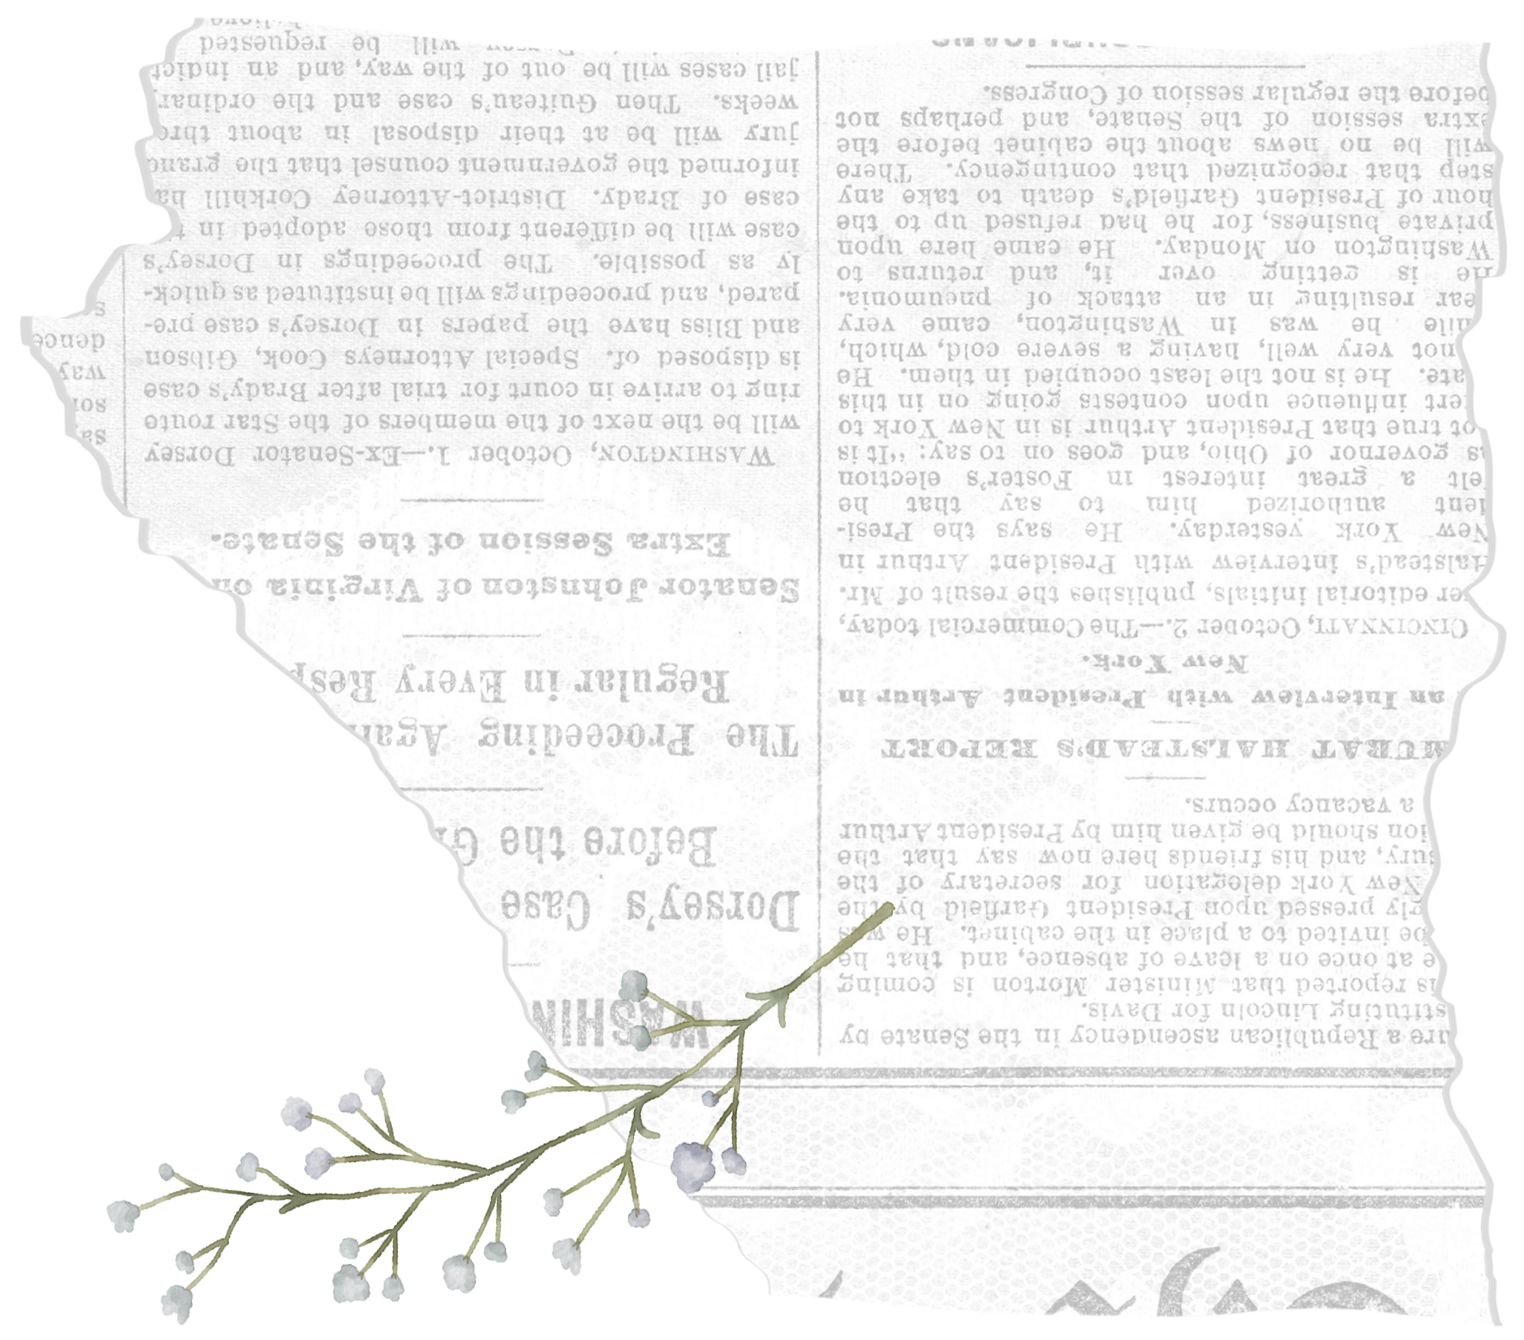 ure a Republican ascendency in the Senate by
stituting Lincoln for Davis.
is reported that Minister Morton is coming
e at once on a leave of absence, and that he
be invited to a place in the cabinet. He was
rly pressed upon President Garfield by the
New York delegation for secretary of the
ury, and his friends here now say that the
ion should be given him by President Arthur
a vacancy occurs.
MURAT HALSTEAD'S REPORT
an Interview with President Arthur in
New York.
CINCINNATI, October 2.—The Commercial today,
er editorial initials, publishes the result of Mr.
Halstead's interview with President Arthur in
New York yesterday. He says the Presi-
dent authorized him to say that he
felt a great interest in Foster's election
as governor of Ohio, and goes on to say: "It is
ot true that President Arthur is in New York to
ert influence upon contests going on in this
ate. He is not the least occupied in them. He
not very well, having a severe cold, which,
hile he was in Washington, came very
ear resulting in an attack of pneumonia.
He is getting over it, and returns to
Washington on Monday. He came here upon
private business, for he had refused up to the
hour of President Garfield's death to take any
step that recognized that contingency. There
will be no news about the cabinet before the
extra session of the Senate, and perhaps not
before the regular session of Congress.
WASHIN
Dorsey's Case
Before the G
The Proceeding Again
Regular in Every Resp
Senator Johnston of Virginia on
Extra Session of the Senate.
WASHINGTON, October 1.—Ex-Senator Dorsey
will be the next of the members of the Star route
ring to arrive in court for trial after Brady's case
is disposed of. Special Attorneys Cook, Gibson
and Bliss have the papers in Dorsey's case pre-
pared, and proceedings will be instituted as quick-
ly as possible. The proceedings in Dorsey's
case will be different from those adopted in t
case of Brady. District-Attorney Corkhill ha
informed the government counsel that the grand
jury will be at their disposal in about thre
weeks. Then Guiteau's case and the ordinar
jail cases will be out of the way, and an indict
Dorsey will be requested
sa
sor
way
dence
s